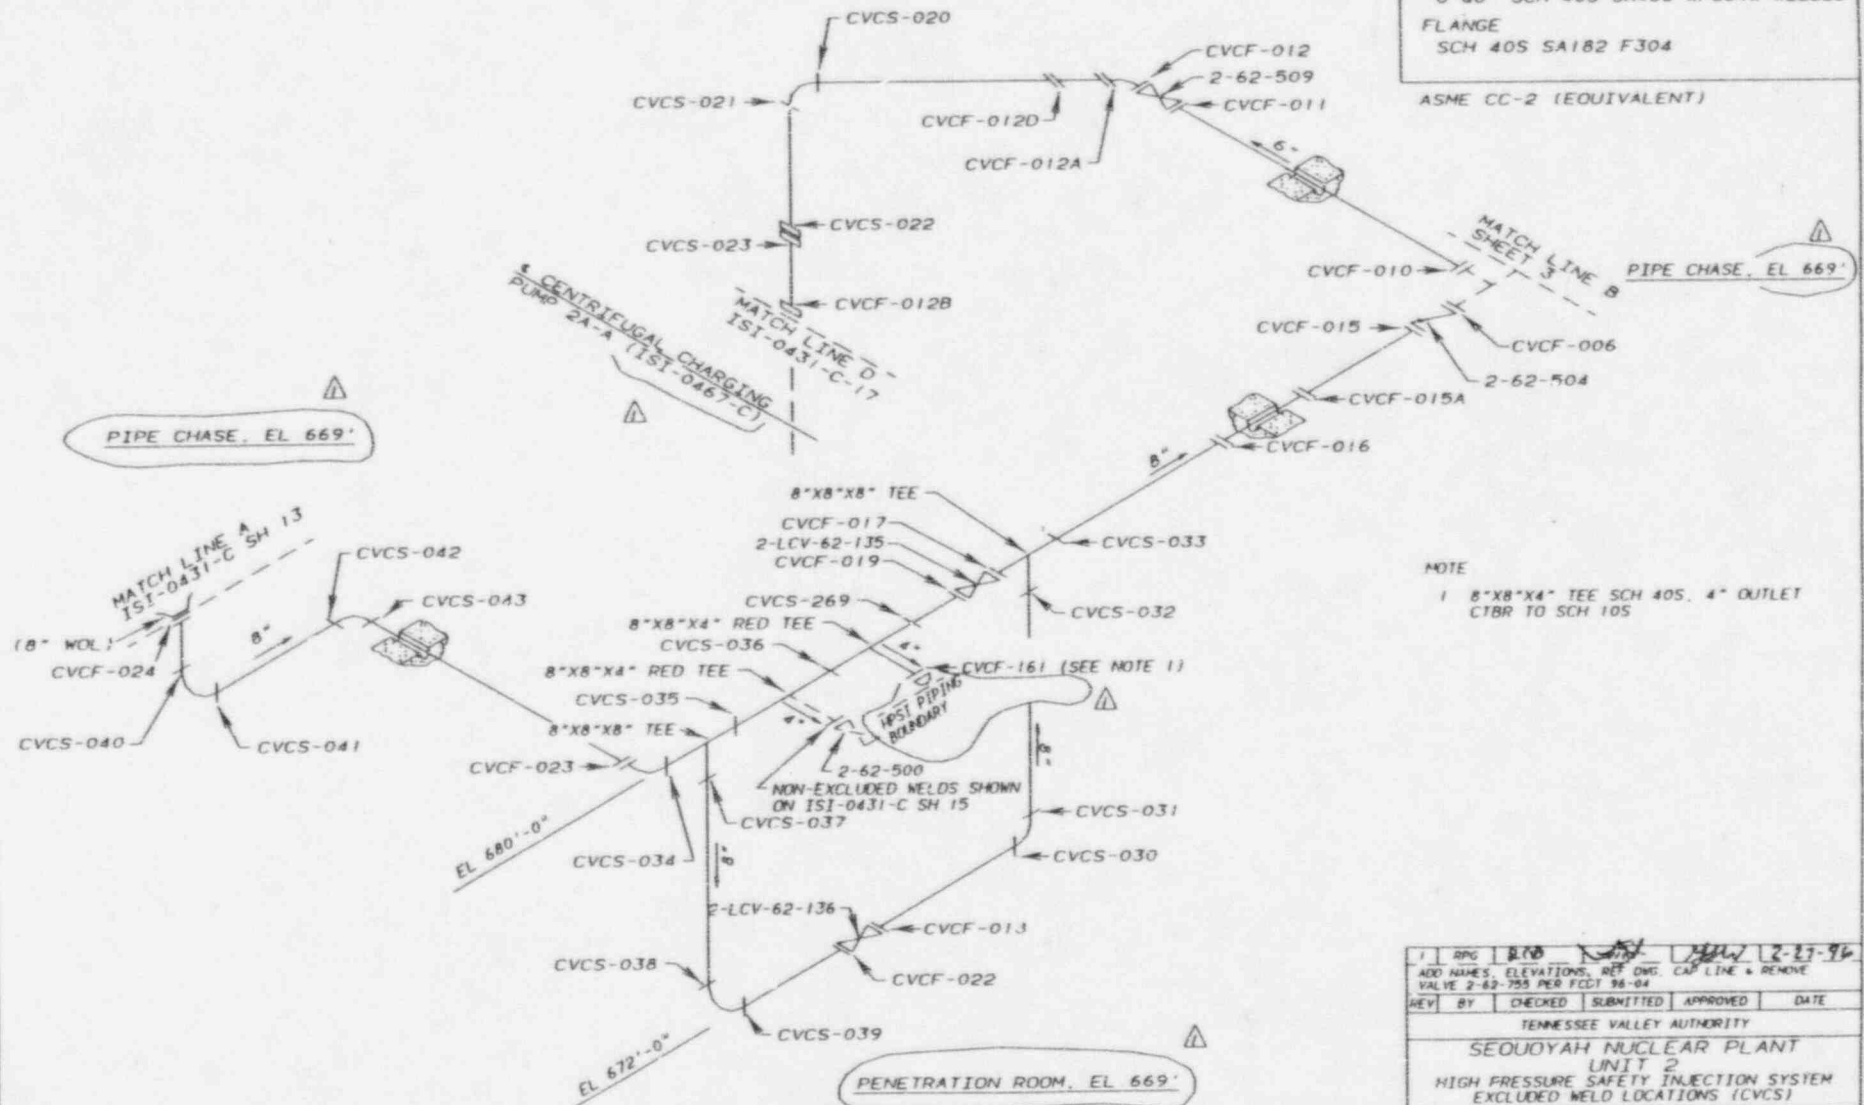 FLANGE
SCH 40S SA182 F304
ASME CC-2 (EQUIVALENT)
CVCS-020
CVCF-012
2-62-509
CVCF-011
CVCS-021
CVCF-012D
CVCF-012A
6"
CVCS-022
CVCS-023
CVCF-012B
MATCH LINE B
SHEET 3
CVCF-010
PIPE CHASE, EL 669'
CVCF-015
CVCF-006
2-62-504
CVCF-015A
CVCF-016
8"
℄ CENTRIFUGAL CHARGING
PUMP 2A-A (ISI-0467-C)
MATCH LINE D
ISI-0431-C-17
PIPE CHASE, EL 669'
8"X8"X8" TEE
CVCF-017
2-LCV-62-135
CVCF-019
CVCS-033
CVCS-032
CVCS-269
8"X8"X4" RED TEE
CVCS-036
4"
CVCF-161 (SEE NOTE 1)
8"X8"X4" RED TEE
CVCS-035
4"
HPSI PIPING
BOUNDARY
8"X8"X8" TEE
CVCF-023
2-62-500
NON-EXCLUDED WELDS SHOWN
ON ISI-0431-C SH 15
MATCH LINE A
ISI-0431-C SH 13
CVCS-042
CVCS-043
(8" WOL)
8"
CVCF-024
CVCS-040
CVCS-041
NOTE
1 8"X8"X4" TEE SCH 40S, 4" OUTLET
CTBR TO SCH 10S
8"
CVCS-037
CVCS-031
CVCS-030
EL 680'-0"
CVCS-034
8"
2-LCV-62-136
CVCF-013
CVCF-022
CVCS-038
CVCS-039
EL 672'-0"
PENETRATION ROOM, EL 669'
1 RPG 2-27-96
ADD NAMES, ELEVATIONS, REF DWG, CAP LINE & REMOVE
VALVE 2-62-755 PER FCDT 96-04
REV BY CHECKED SUBMITTED APPROVED DATE
TENNESSEE VALLEY AUTHORITY
SEQUOYAH NUCLEAR PLANT
UNIT 2
HIGH PRESSURE SAFETY INJECTION SYSTEM
EXCLUDED WELD LOCATIONS (CVCS)